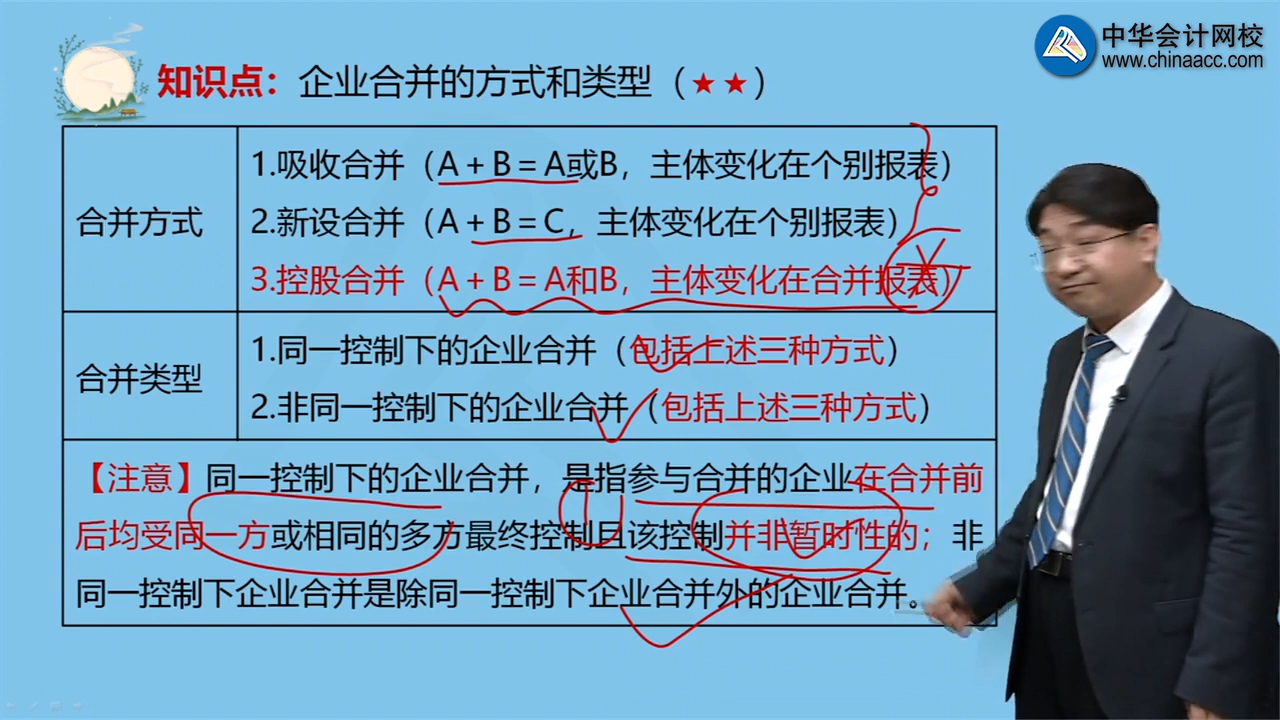 中华会计网校
www.chinaacc.com
知识点：企业合并的方式和类型（★★）
合并方式
1.吸收合并（A＋B＝A或B，主体变化在个别报表）
2.新设合并（A＋B＝C，主体变化在个别报表）
3.控股合并（A＋B＝A和B，主体变化在合并报表）
合并类型
1.同一控制下的企业合并（包括上述三种方式）
2.非同一控制下的企业合并（包括上述三种方式）
【注意】同一控制下的企业合并，是指参与合并的企业在合并前
后均受同一方或相同的多方最终控制且该控制并非暂时性的；非
同一控制下企业合并是除同一控制下企业合并外的企业合并。